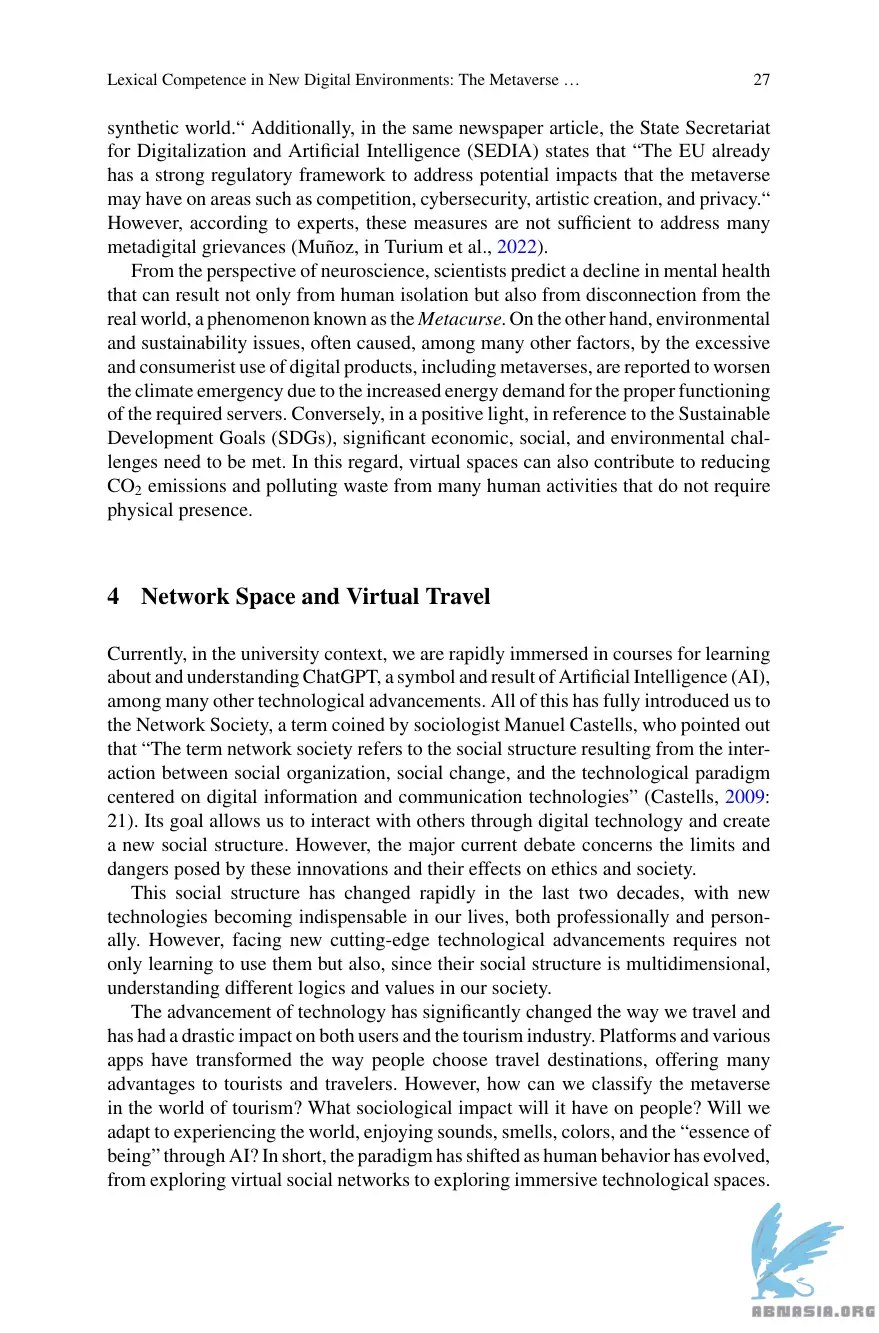 Lexical Competence in New Digital Environments: The Metaverse … 27
synthetic world.“ Additionally, in the same newspaper article, the State Secretariat
for Digitalization and Artificial Intelligence (SEDIA) states that “The EU already
has a strong regulatory framework to address potential impacts that the metaverse
may have on areas such as competition, cybersecurity, artistic creation, and privacy.“
However, according to experts, these measures are not sufficient to address many
metadigital grievances (Muñoz, in Turium et al., 2022).
From the perspective of neuroscience, scientists predict a decline in mental health
that can result not only from human isolation but also from disconnection from the
real world, a phenomenon known as the Metacurse. On the other hand, environmental
and sustainability issues, often caused, among many other factors, by the excessive
and consumerist use of digital products, including metaverses, are reported to worsen
the climate emergency due to the increased energy demand for the proper functioning
of the required servers. Conversely, in a positive light, in reference to the Sustainable
Development Goals (SDGs), significant economic, social, and environmental chal-
lenges need to be met. In this regard, virtual spaces can also contribute to reducing
CO₂ emissions and polluting waste from many human activities that do not require
physical presence.
4 Network Space and Virtual Travel
Currently, in the university context, we are rapidly immersed in courses for learning
about and understanding ChatGPT, a symbol and result of Artificial Intelligence (AI),
among many other technological advancements. All of this has fully introduced us to
the Network Society, a term coined by sociologist Manuel Castells, who pointed out
that “The term network society refers to the social structure resulting from the inter-
action between social organization, social change, and the technological paradigm
centered on digital information and communication technologies” (Castells, 2009:
21). Its goal allows us to interact with others through digital technology and create
a new social structure. However, the major current debate concerns the limits and
dangers posed by these innovations and their effects on ethics and society.
This social structure has changed rapidly in the last two decades, with new
technologies becoming indispensable in our lives, both professionally and person-
ally. However, facing new cutting-edge technological advancements requires not
only learning to use them but also, since their social structure is multidimensional,
understanding different logics and values in our society.
The advancement of technology has significantly changed the way we travel and
has had a drastic impact on both users and the tourism industry. Platforms and various
apps have transformed the way people choose travel destinations, offering many
advantages to tourists and travelers. However, how can we classify the metaverse
in the world of tourism? What sociological impact will it have on people? Will we
adapt to experiencing the world, enjoying sounds, smells, colors, and the “essence of
being” through AI? In short, the paradigm has shifted as human behavior has evolved,
from exploring virtual social networks to exploring immersive technological spaces.
ABNASIA.ORG